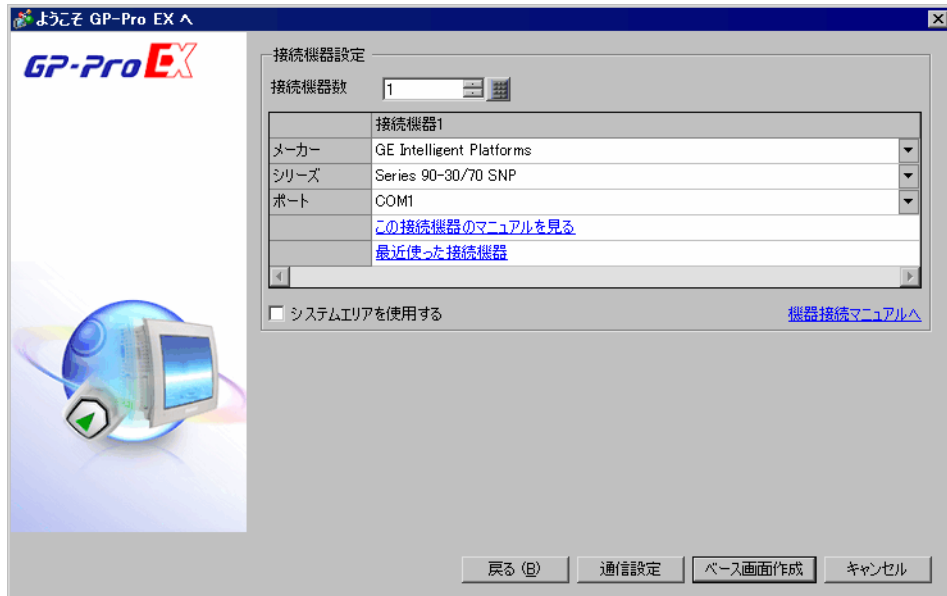 ようこそ GP-Pro EX へ
GP-Pro EX
接続機器設定
接続機器数 1
接続機器1
メーカー GE Intelligent Platforms
シリーズ Series 90-30/70 SNP
ポート COM1
この接続機器のマニュアルを見る
最近使った接続機器
システムエリアを使用する 機器接続マニュアルへ
戻る (B) 通信設定 ベース画面作成 キャンセル